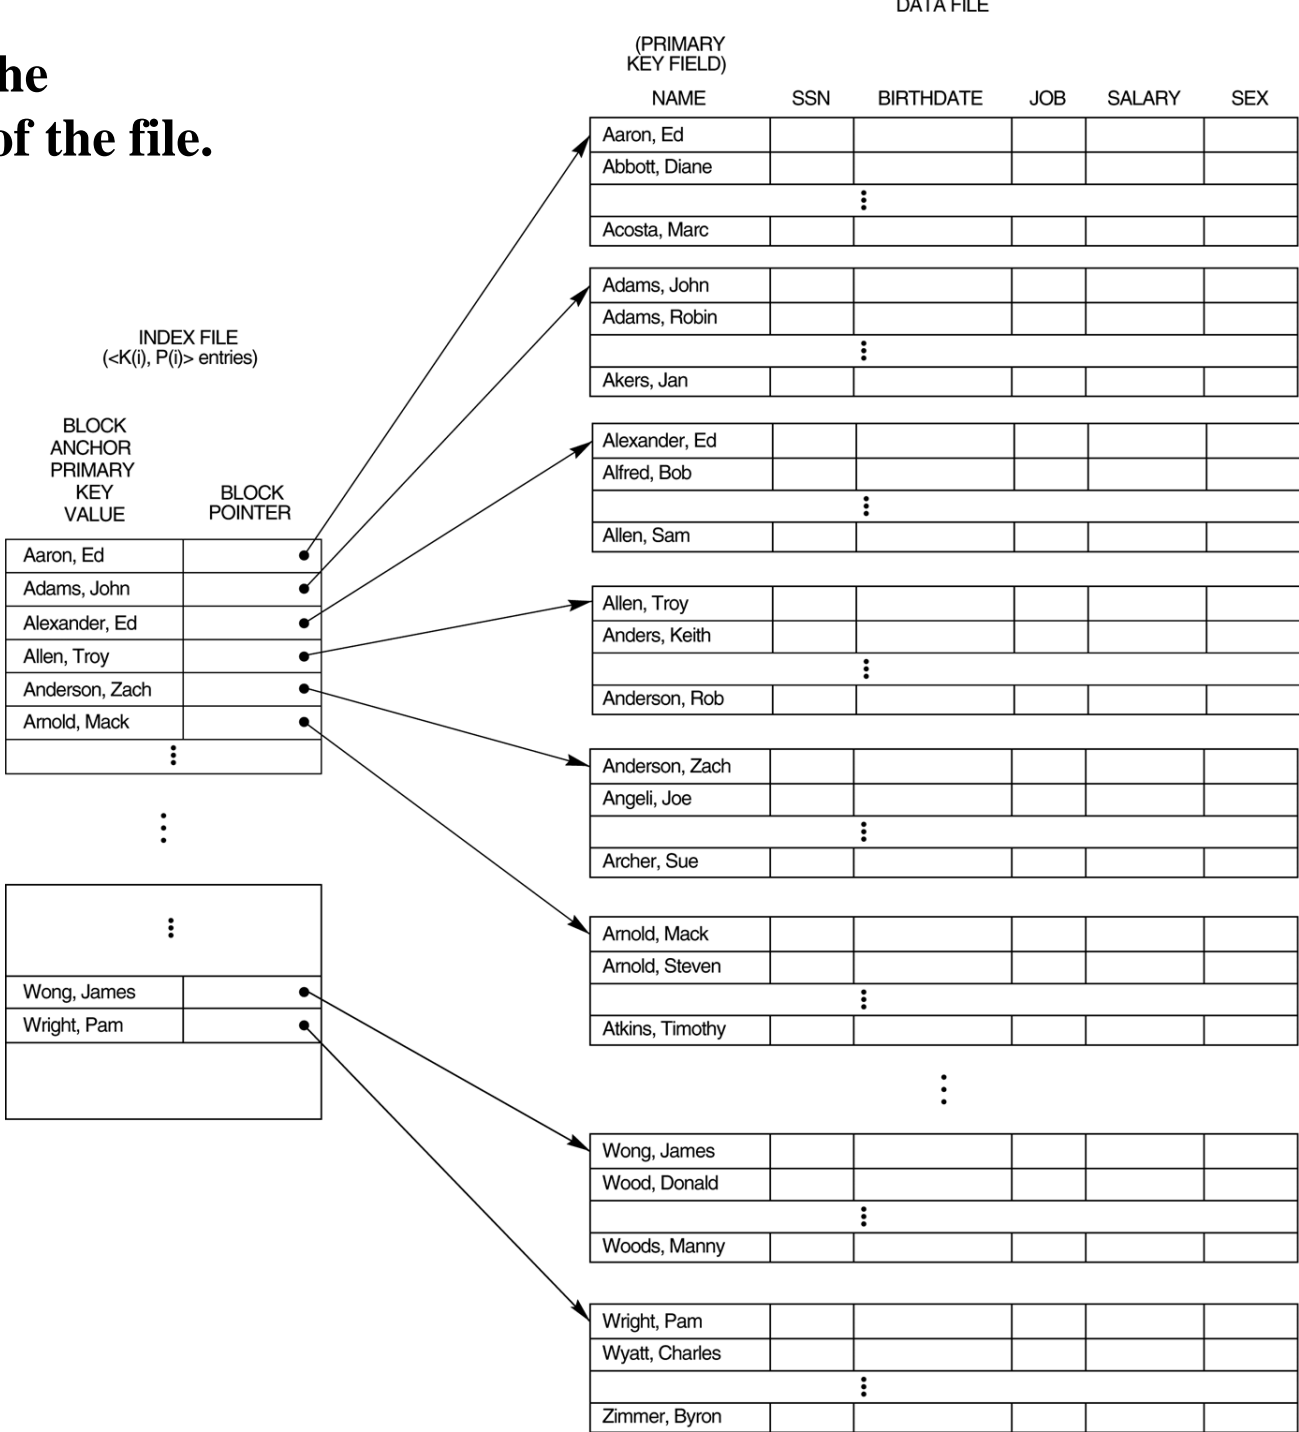 he
of the file.
DATA FILE
(PRIMARY
KEY FIELD)
NAME SSN BIRTHDATE JOB SALARY SEX
Aaron, Ed
Abbott, Diane
Acosta, Marc
Adams, John
Adams, Robin
Akers, Jan
Alexander, Ed
Alfred, Bob
Allen, Sam
Allen, Troy
Anders, Keith
Anderson, Rob
Anderson, Zach
Angeli, Joe
Archer, Sue
Arnold, Mack
Arnold, Steven
Atkins, Timothy
Wong, James
Wood, Donald
Woods, Manny
Wright, Pam
Wyatt, Charles
Zimmer, Byron
INDEX FILE
(<K(i), P(i)> entries)
BLOCK
ANCHOR
PRIMARY
KEY
VALUE
BLOCK
POINTER
Aaron, Ed
Adams, John
Alexander, Ed
Allen, Troy
Anderson, Zach
Arnold, Mack
Wong, James
Wright, Pam